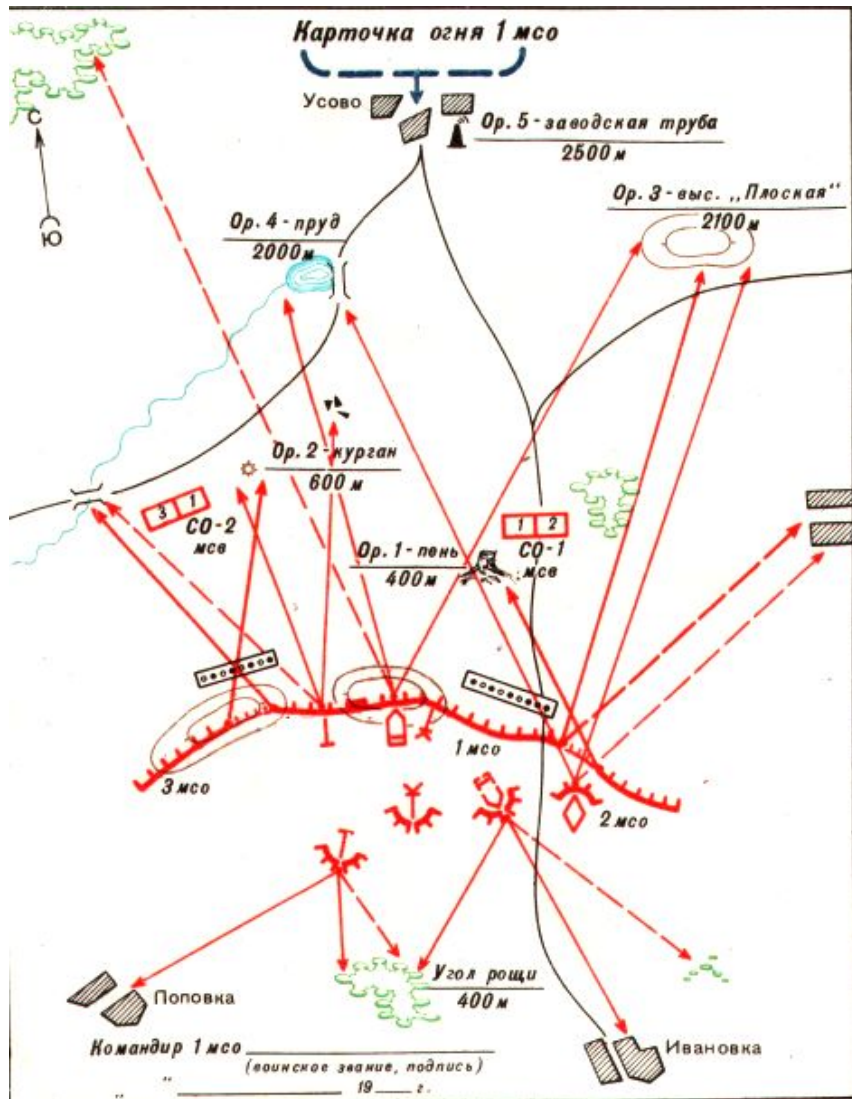 Карточка огня 1 мсо
Усово
Ор. 5 - заводская труба
2500 м
С
Ю
Ор. 3 - выс. „Плоская"
2100 м
Ор. 4 - пруд
2000 м
Ор. 2 - курган
600 м
3 1
СО-2
мсв
1 2
СО-1
мсв
Ор. 1 - пень
400 м
1 мсо
3 мсо
2 мсо
Угол рощи
400 м
Поповка
Ивановка
Командир 1 мсо
(воинское звание, подпись)
„ " 19 г.